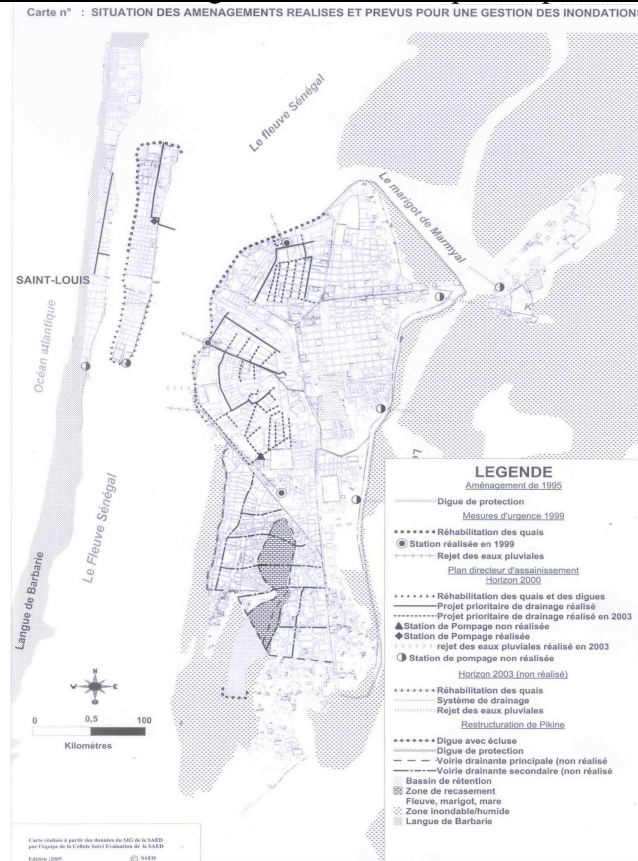 Carte n° : SITUATION DES AMENAGEMENTS REALISES ET PREVUS POUR UNE GESTION DES INONDATIONS
Le fleuve Sénégal
Le marigot de Marmyal
SAINT-LOUIS
Océan atlantique
Le Fleuve Sénégal
Langue de Barbarie
N
W
E
S
0 0,5 100
Kilomètres
LEGENDE
Aménagement de 1995
Digue de protection
Mesures d'urgence 1999
Réhabilitation des quais
Station réalisée en 1999
Rejet des eaux pluviales
Plan directeur d'assainissement
Horizon 2000
Réhabilitation des quais et des digues
Projet prioritaire de drainage réalisé
Projet prioritaire de drainage réalisé en 2003
Station de Pompage non réalisée
Station de Pompage réalisée
rejet des eaux pluviales réalisé en 2003
Station de pompage non réalisée
Horizon 2003 (non réalisé)
Réhabilitation des quais
Système de drainage
Rejet des eaux pluviales
Restructuration de Pikine
Digue avec écluse
Digue de protection
Voirie drainante principale (non réalisé
Voirie drainante secondaire (non réalisé
Bassin de rétention
Zone de recasement
Fleuve, marigot, mare
Zone inondable/humide
Langue de Barbarie
Carte réalisée à partir des données du SIG de la SAED
par l'équipe de la Cellule Suivi Evaluation de la SAED
Edition :2005 © SAED